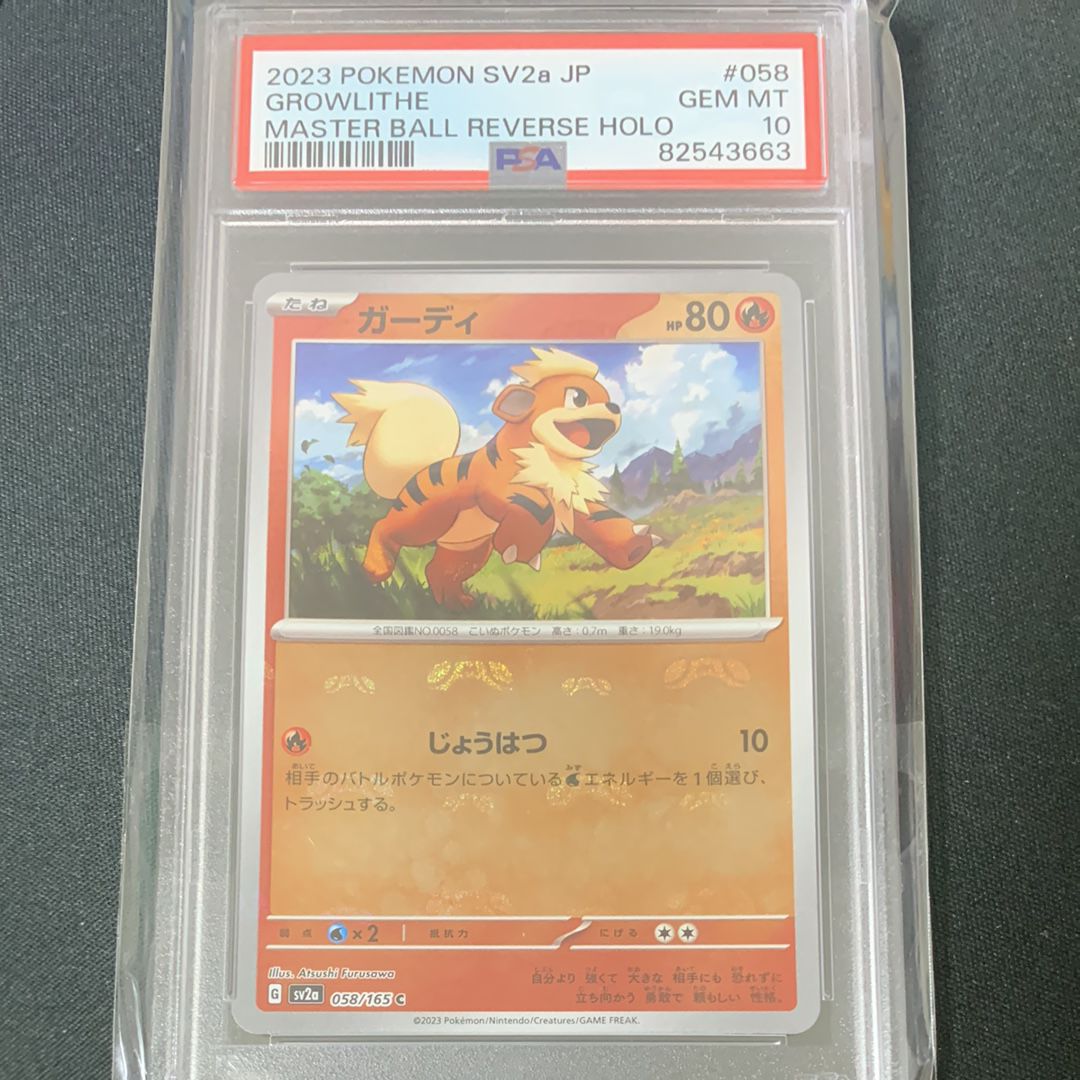 2023 POKEMON SV2a JP #058
GROWLITHE GEM MT
MASTER BALL REVERSE HOLO 10
PSA 82543663
たね ガーディ HP80
全国図鑑NO.0058 こいぬポケモン 高さ:0.7m 重さ:19.0kg
じょうはつ 10
相手のバトルポケモンについているエネルギーを1個選び、
トラッシュする。
弱点 ×2 抵抗力 にげる
Illus. Atsushi Furusawa
自分より 強くて 大きな 相手にも 恐れずに
立ち向かう 勇敢で 頼もしい 性格。
G sv2a 058/165 C
©2023 Pokémon/Nintendo/Creatures/GAME FREAK.